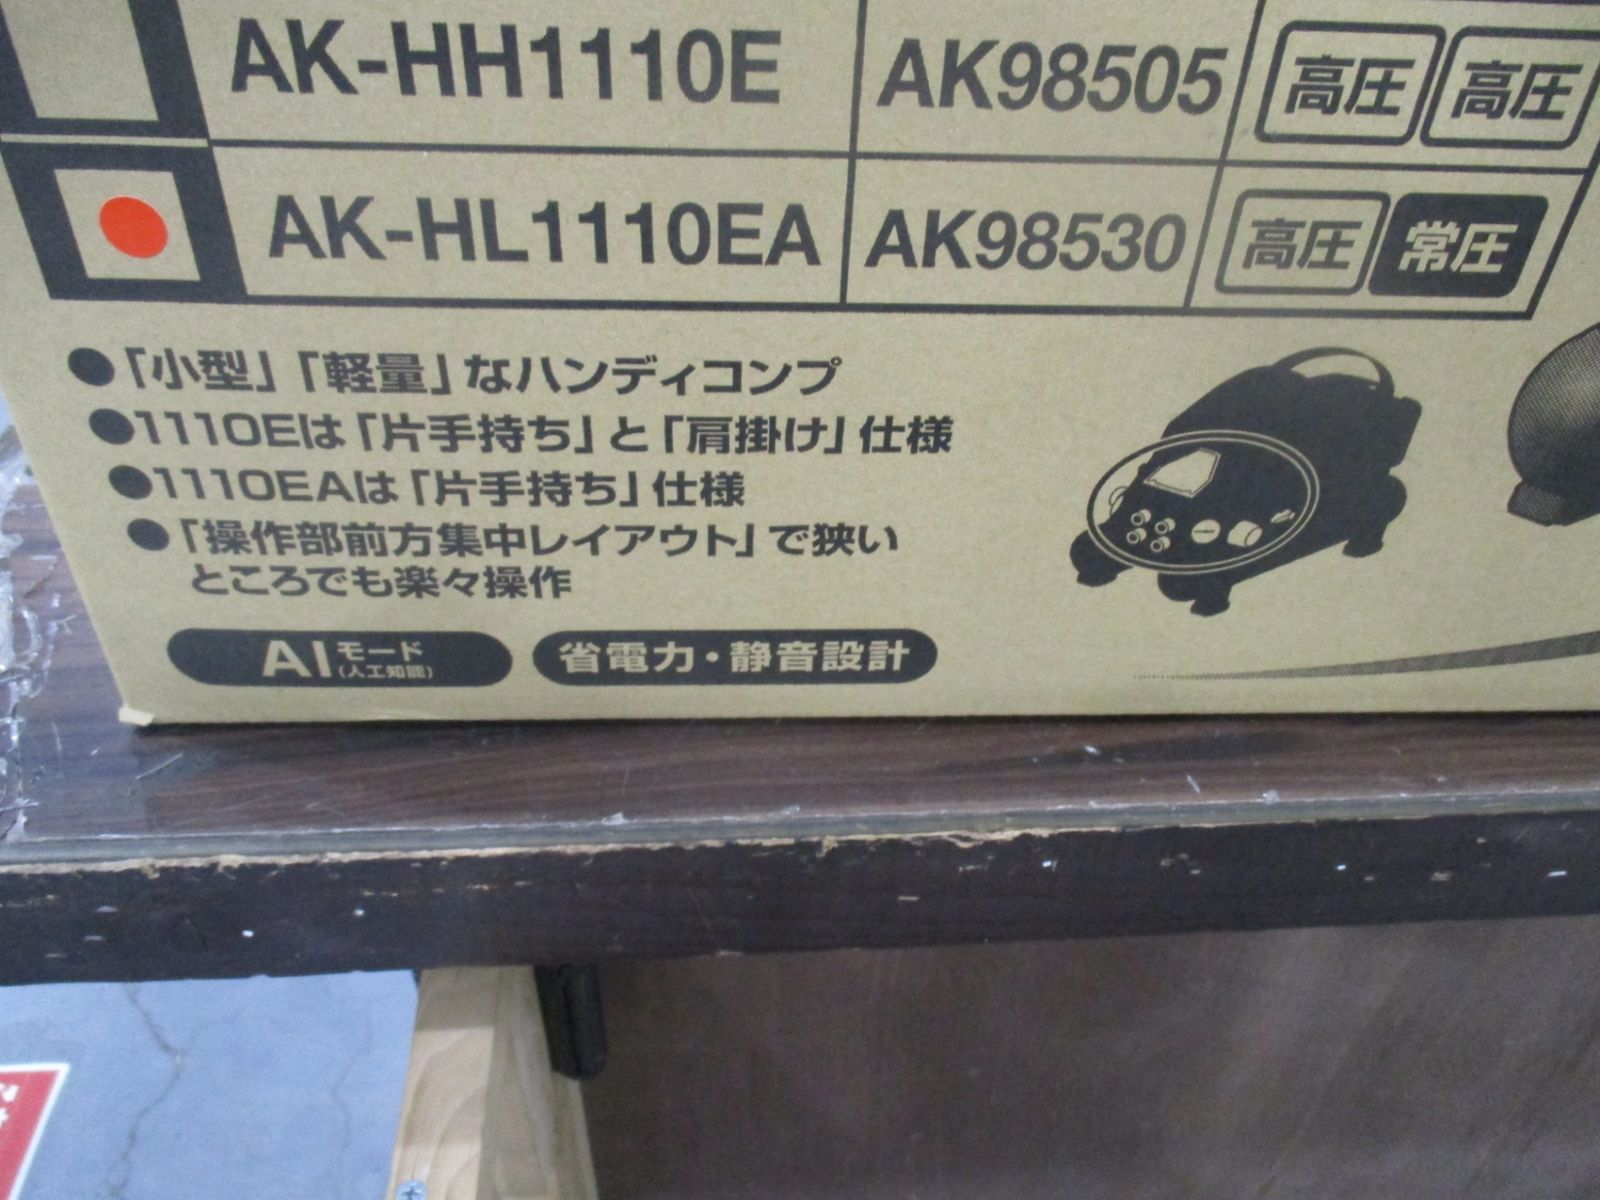 AK-HH1110E AK98505 高圧 高圧
AK-HL1110EA AK98530 高圧 常圧
●「小型」「軽量」なハンディコンプ
●1110Eは「片手持ち」と「肩掛け」仕様
●1110EAは「片手持ち」仕様
●「操作部前方集中レイアウト」で狭い
ところでも楽々操作
AIモード(人工知能) 省電力・静音設計